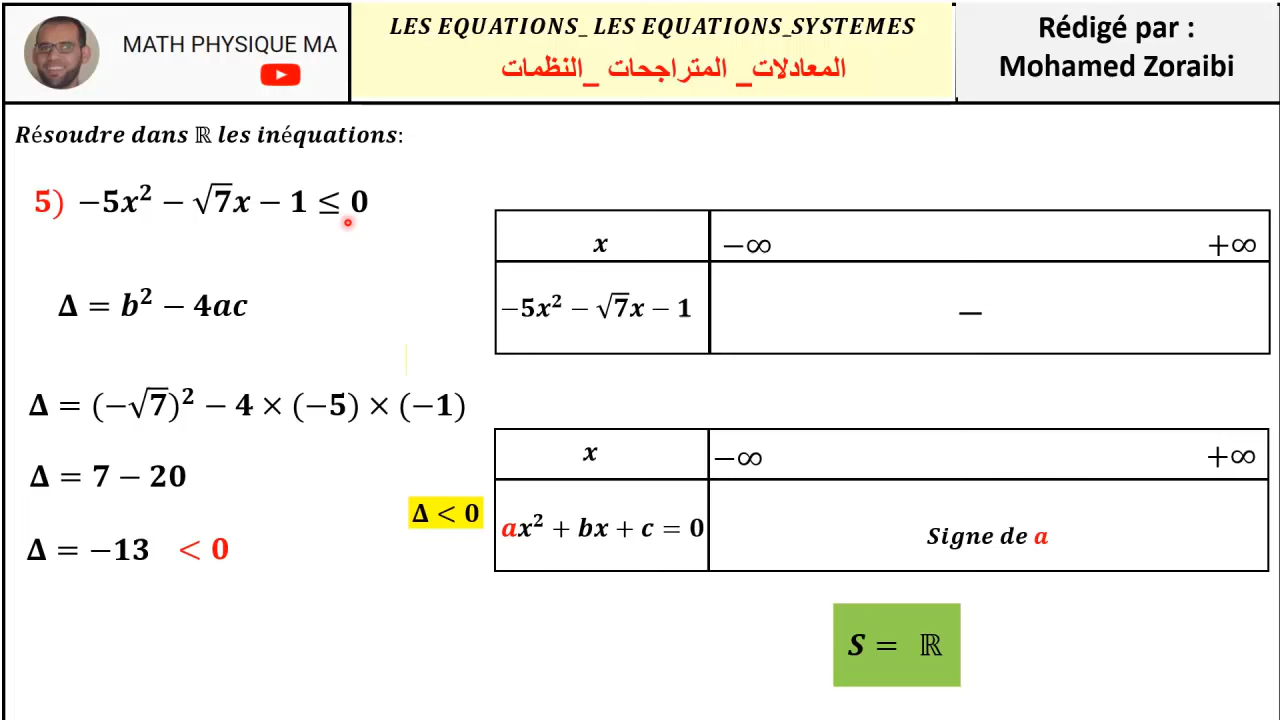 MATH PHYSIQUE MA
LES EQUATIONS_ LES EQUATIONS_SYSTEMES
المعادلات_ المتراجحات _النظمات
Rédigé par :
Mohamed Zoraibi
Résoudre dans ℝ les inéquations:
5) −5x² − √7x − 1 ≤ 0
Δ = b² − 4ac
Δ = (−√7)² − 4 × (−5) × (−1)
Δ = 7 − 20
Δ = −13 < 0
x −∞ +∞
−5x² − √7x − 1 −
x −∞ +∞
Δ < 0
ax² + bx + c = 0 Signe de a
S = ℝ